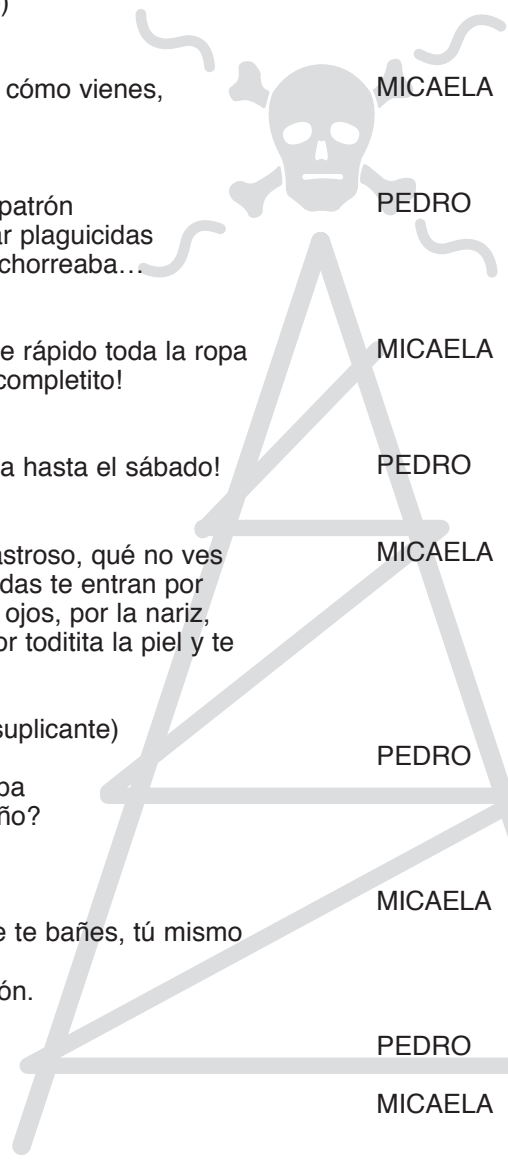 )
cómo vienes,
MICAELA
patrón
PEDRO
ar plaguicidas
chorreaba…
e rápido toda la ropa
MICAELA
completito!
a hasta el sábado!
PEDRO
astroso, qué no ves
MICAELA
das te entran por
ojos, por la nariz,
or toditita la piel y te
suplicante)
PEDRO
pa
ño?
MICAELA
e te bañes, tú mismo
ón.
PEDRO
MICAELA